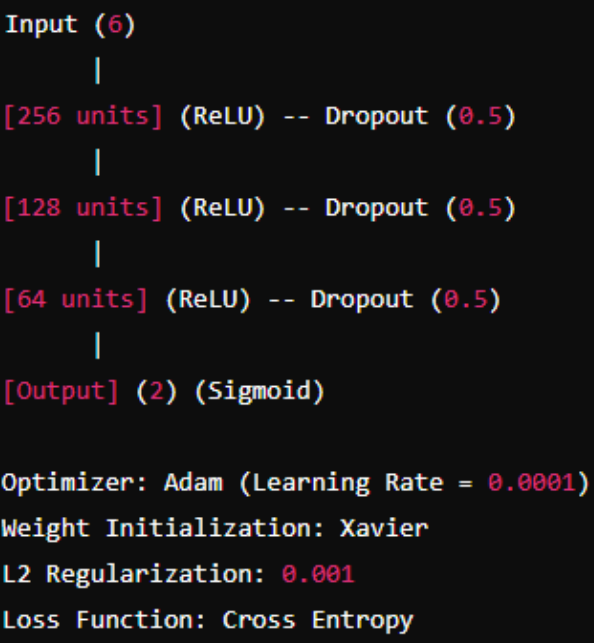 Input (6)
|
[256 units] (ReLU) -- Dropout (0.5)
|
[128 units] (ReLU) -- Dropout (0.5)
|
[64 units] (ReLU) -- Dropout (0.5)
|
[Output] (2) (Sigmoid)
Optimizer: Adam (Learning Rate = 0.0001)
Weight Initialization: Xavier
L2 Regularization: 0.001
Loss Function: Cross Entropy